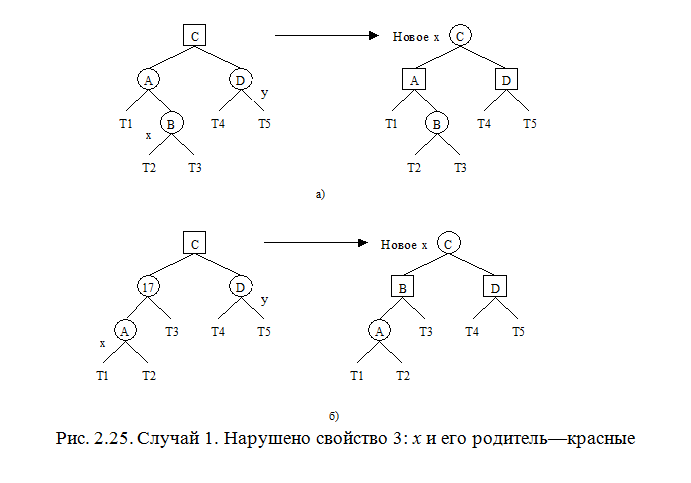 C Новое x C
A D A D
y
T1 B T4 T5 T1 B T4 T5
x
T2 T3 T2 T3
а)
C Новое x C
17 D B D
y
A T3 T4 T5 A T3 T4 T5
x
T1 T2 T1 T2
б)
Рис. 2.25. Случай 1. Нарушено свойство 3: x и его родитель—красные